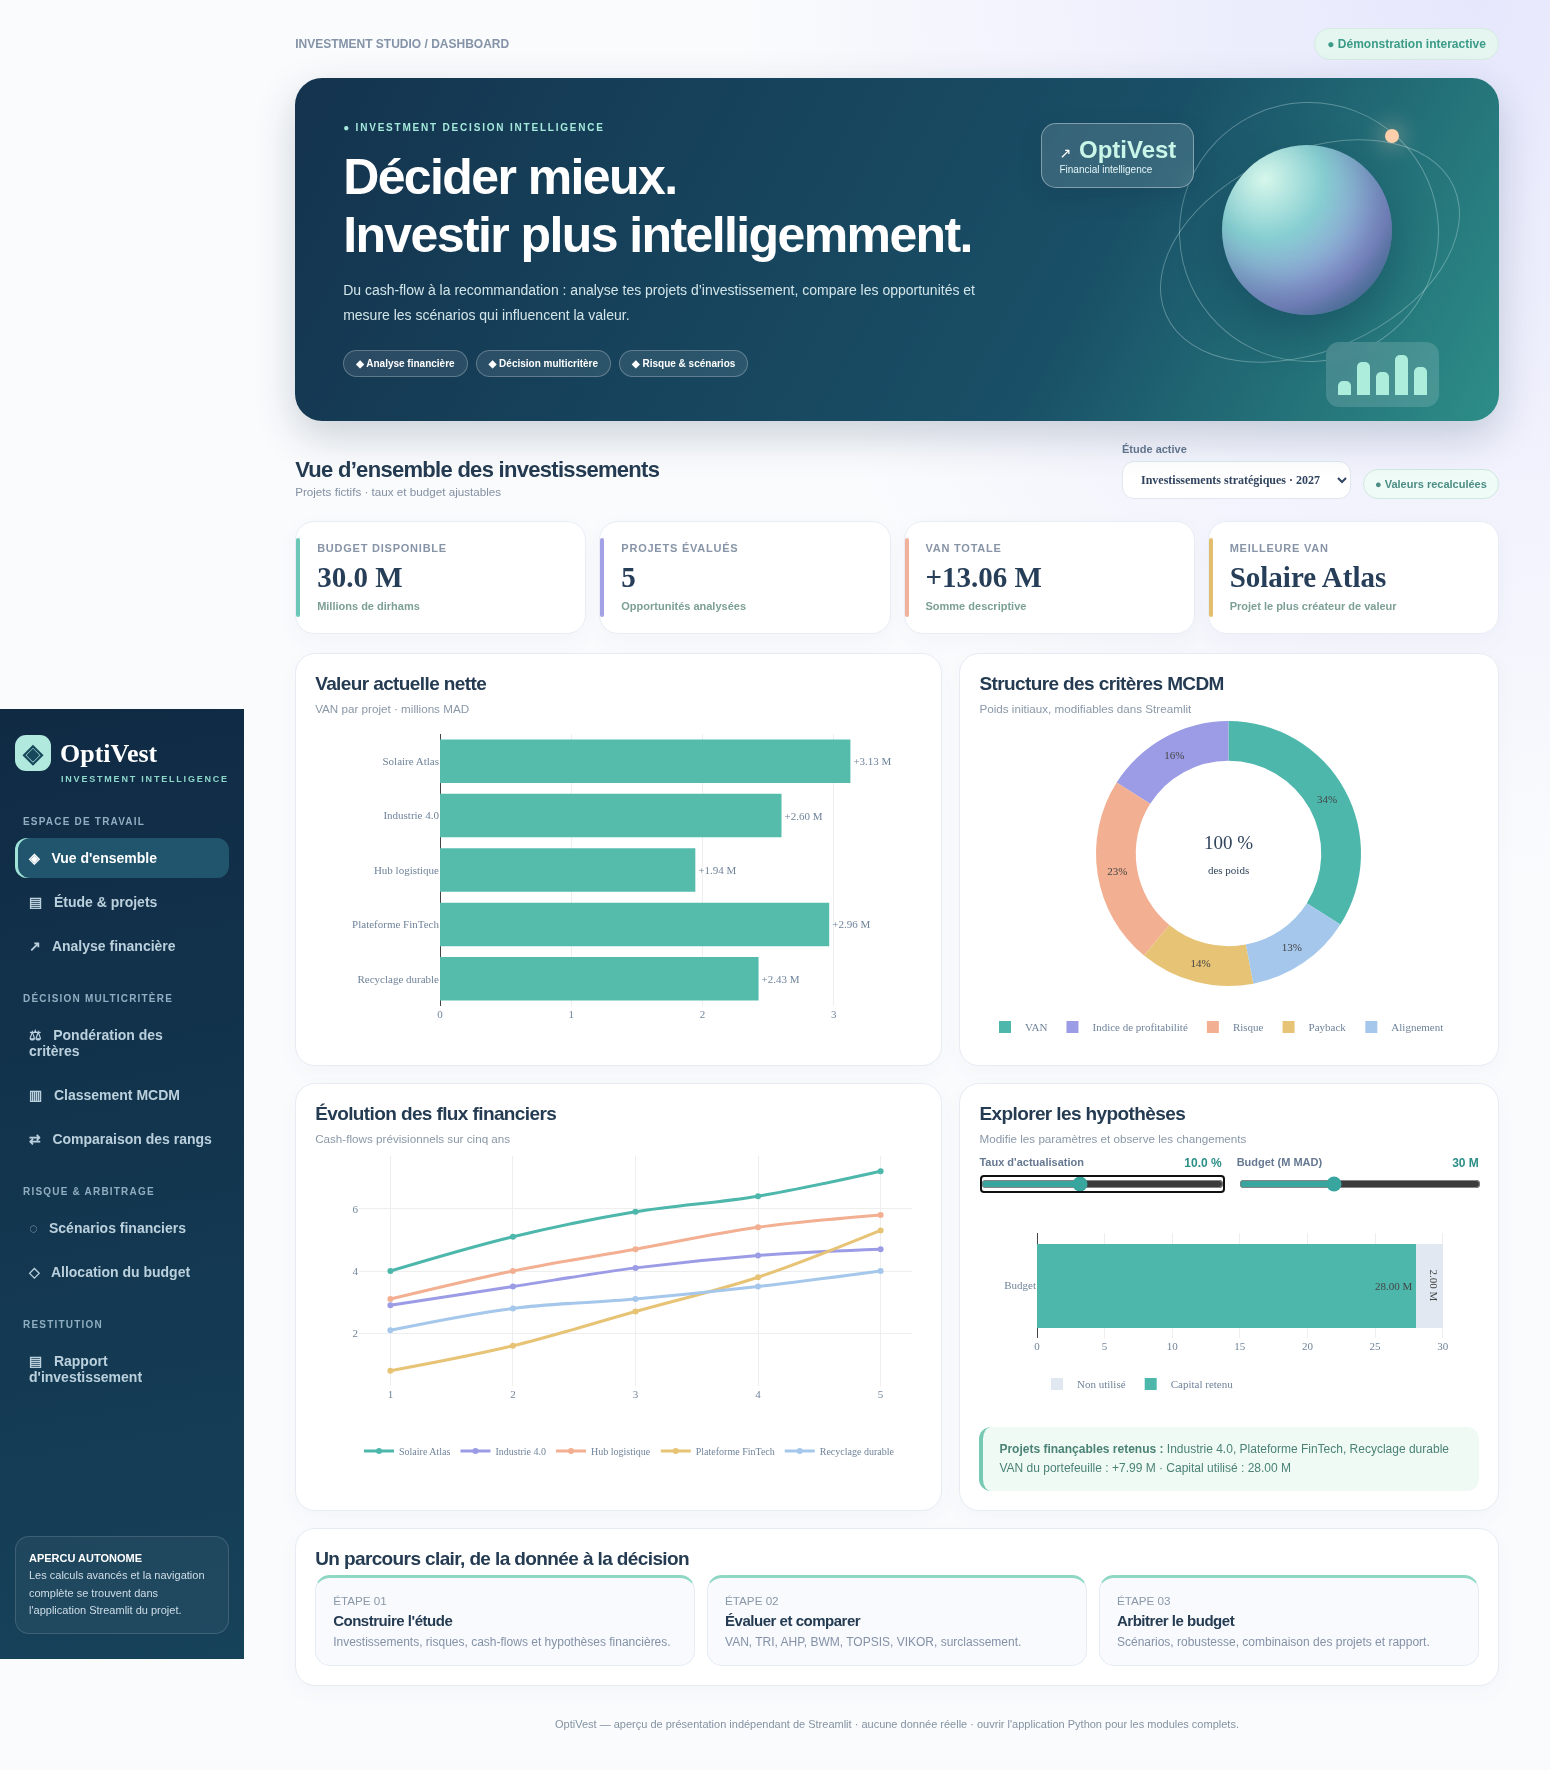 INVESTMENT STUDIO / DASHBOARD
● Démonstration interactive
● INVESTMENT DECISION INTELLIGENCE
Décider mieux.
Investir plus intelligemment.
Du cash-flow à la recommandation : analyse tes projets d’investissement, compare les opportunités et
mesure les scénarios qui influencent la valeur.
◆ Analyse financière
◆ Décision multicritère
◆ Risque & scénarios
↗ OptiVest
Financial intelligence
Vue d’ensemble des investissements
Projets fictifs · taux et budget ajustables
Étude active
Investissements stratégiques · 2027
● Valeurs recalculées
BUDGET DISPONIBLE
30.0 M
Millions de dirhams
PROJETS ÉVALUÉS
5
Opportunités analysées
VAN TOTALE
+13.06 M
Somme descriptive
MEILLEURE VAN
Solaire Atlas
Projet le plus créateur de valeur
◈ OptiVest
INVESTMENT INTELLIGENCE
ESPACE DE TRAVAIL
◈ Vue d'ensemble
▤ Étude & projets
↗ Analyse financière
DÉCISION MULTICRITÈRE
⚖ Pondération des
critères
▥ Classement MCDM
⇄ Comparaison des rangs
RISQUE & ARBITRAGE
◌ Scénarios financiers
◇ Allocation du budget
RESTITUTION
▤ Rapport
d'investissement
APERCU AUTONOME
Les calculs avancés et la navigation
complète se trouvent dans
l'application Streamlit du projet.
Valeur actuelle nette
VAN par projet · millions MAD
Solaire Atlas
+3.13 M
Industrie 4.0
+2.60 M
Hub logistique
+1.94 M
Plateforme FinTech
+2.96 M
Recyclage durable
+2.43 M
0 1 2 3
Structure des critères MCDM
Poids initiaux, modifiables dans Streamlit
16%
34%
23%
14%
13%
100 %
des poids
VAN
Indice de profitabilité
Risque
Payback
Alignement
Évolution des flux financiers
Cash-flows prévisionnels sur cinq ans
6
4
2
1 2 3 4 5
Solaire Atlas
Industrie 4.0
Hub logistique
Plateforme FinTech
Recyclage durable
Explorer les hypothèses
Modifie les paramètres et observe les changements
Taux d'actualisation
10.0 %
Budget (M MAD)
30 M
Budget
28.00 M
2.00 M
0 5 10 15 20 25 30
Non utilisé
Capital retenu
Projets finançables retenus : Industrie 4.0, Plateforme FinTech, Recyclage durable
VAN du portefeuille : +7.99 M · Capital utilisé : 28.00 M
Un parcours clair, de la donnée à la décision
ÉTAPE 01
Construire l'étude
Investissements, risques, cash-flows et hypothèses financières.
ÉTAPE 02
Évaluer et comparer
VAN, TRI, AHP, BWM, TOPSIS, VIKOR, surclassement.
ÉTAPE 03
Arbitrer le budget
Scénarios, robustesse, combinaison des projets et rapport.
OptiVest — aperçu de présentation indépendant de Streamlit · aucune donnée réelle · ouvrir l'application Python pour les modules complets.